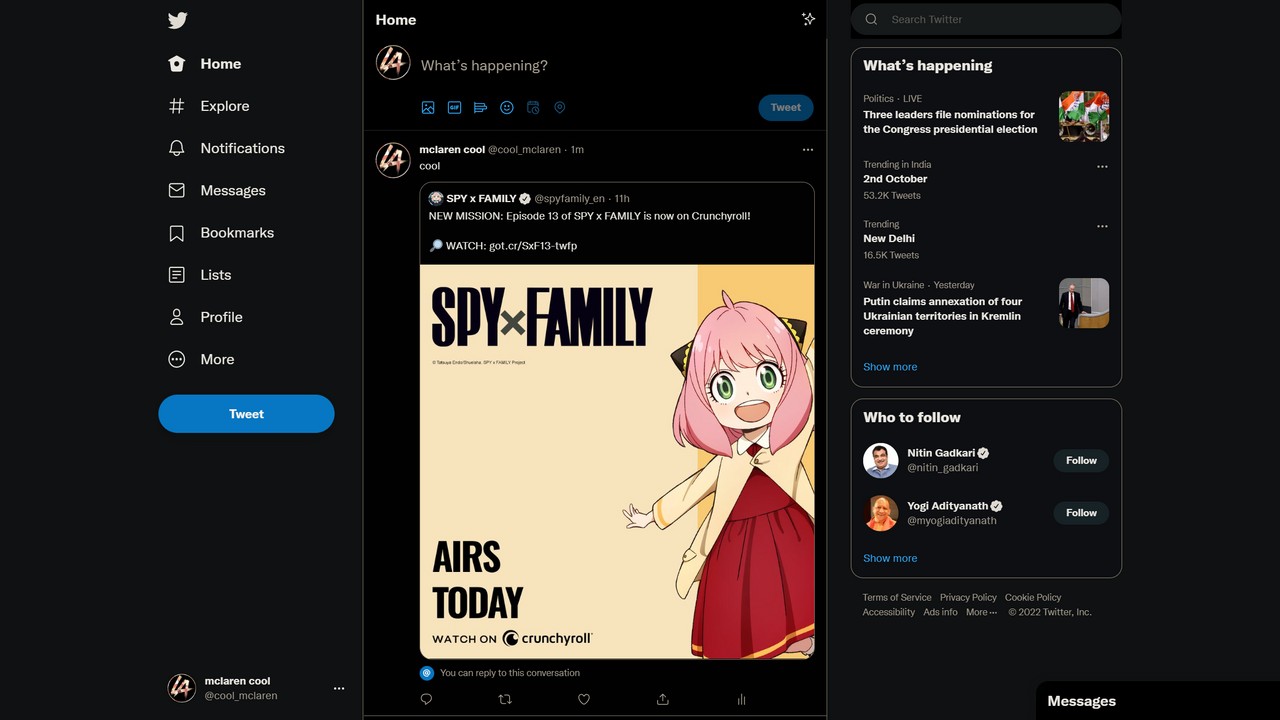 Home
Explore
Notifications
Messages
Bookmarks
Lists
Profile
More
Tweet
mclaren cool
@cool_mclaren
Home
What's happening?
GIF
Tweet
mclaren cool @cool_mclaren · 1m
cool
SPY x FAMILY @spyfamily_en · 11h
NEW MISSION: Episode 13 of SPY x FAMILY is now on Crunchyroll!
WATCH: got.cr/SxF13-twfp
SPY×FAMILY
© Tatsuya Endo/Shueisha, SPY x FAMILY Project
AIRS
TODAY
WATCH ON crunchyroll
You can reply to this conversation
Search Twitter
What's happening
Politics · LIVE
Three leaders file nominations for
the Congress presidential election
Trending in India
2nd October
53.2K Tweets
Trending
New Delhi
16.5K Tweets
War in Ukraine · Yesterday
Putin claims annexation of four
Ukrainian territories in Kremlin
ceremony
Show more
Who to follow
Nitin Gadkari
@nitin_gadkari
Follow
Yogi Adityanath
@myogiadityanath
Follow
Show more
Terms of Service Privacy Policy Cookie Policy
Accessibility Ads info More ··· © 2022 Twitter, Inc.
Messages